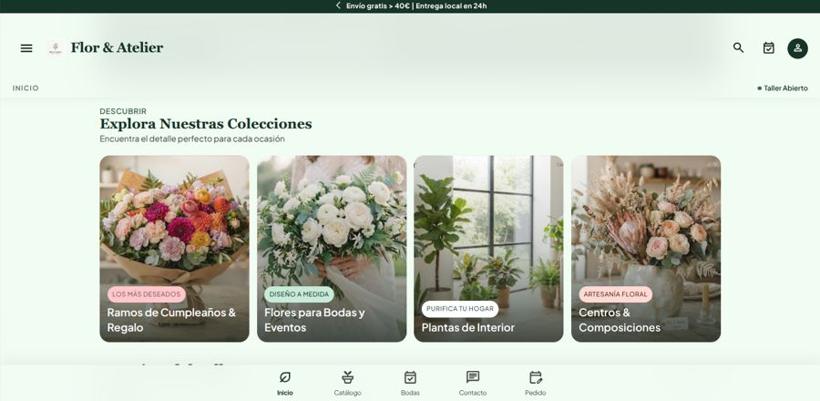 Envío gratis > 40€ | Entrega local en 24h
Flor & Atelier
INICIO
Taller Abierto
DESCUBRIR
Explora Nuestras Colecciones
Encuentra el detalle perfecto para cada ocasión
LOS MÁS DESEADOS
Ramos de Cumpleaños &
Regalo
DISEÑO A MEDIDA
Flores para Bodas y
Eventos
PURIFICA TU HOGAR
Plantas de Interior
ARTESANÍA FLORAL
Centros &
Composiciones
Inicio
Catálogo
Bodas
Contacto
Pedido